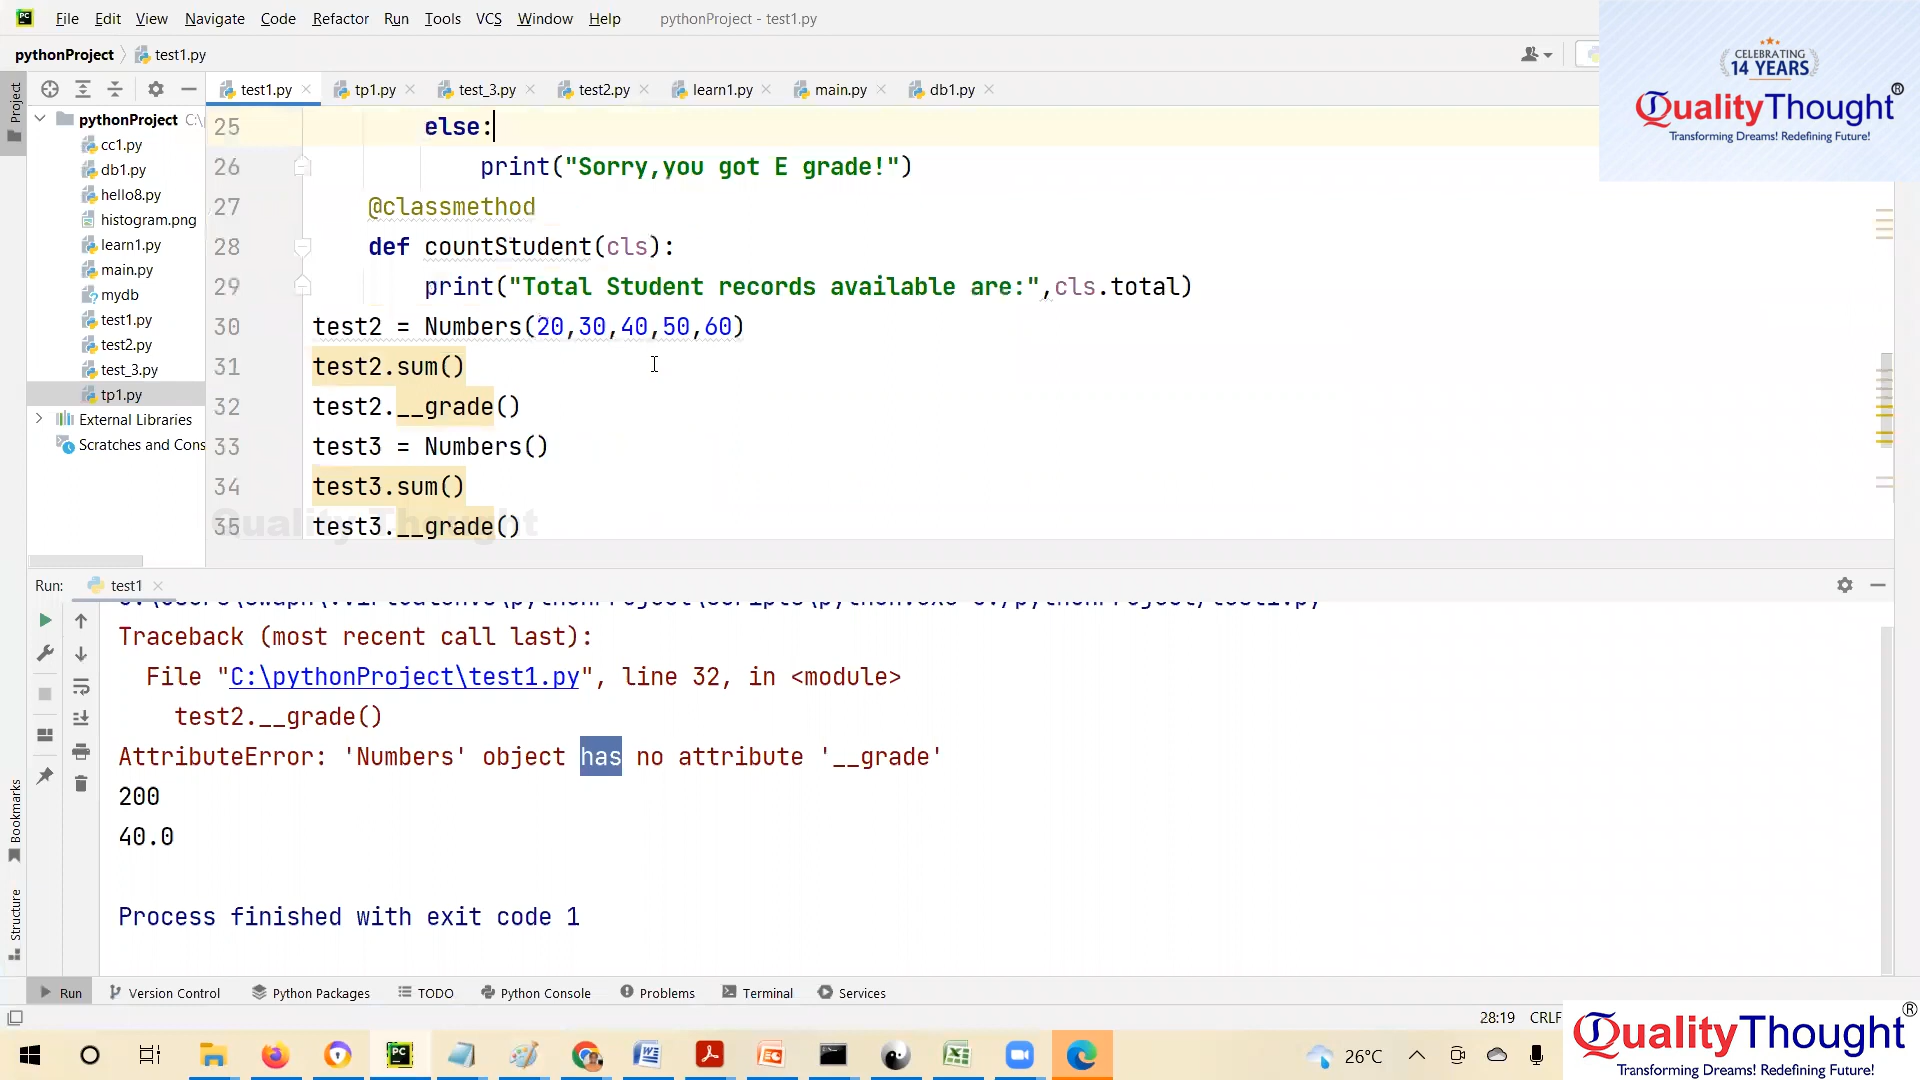 File Edit View Navigate Code Refactor Run Tools VCS Window Help pythonProject - test1.py
pythonProject test1.py
CELEBRATING
14 YEARS
QualityThought ®
Transforming Dreams! Redefining Future!
Project
test1.py tp1.py test_3.py test2.py learn1.py main.py db1.py
pythonProject C:\
cc1.py
db1.py
hello8.py
histogram.png
learn1.py
main.py
mydb
test1.py
test2.py
test_3.py
tp1.py
External Libraries
Scratches and Cons
25 else:
26 print("Sorry,you got E grade!")
27 @classmethod
28 def countStudent(cls):
29 print("Total Student records available are:",cls.total)
30 test2 = Numbers(20,30,40,50,60)
31 test2.sum()
32 test2.__grade()
33 test3 = Numbers()
34 test3.sum()
35 test3.__grade()
Quality Thought
Run: test1
Traceback (most recent call last):
File "C:\pythonProject\test1.py", line 32, in <module>
test2.__grade()
AttributeError: 'Numbers' object has no attribute '__grade'
200
40.0
Process finished with exit code 1
Bookmarks
Structure
Run Version Control Python Packages TODO Python Console Problems Terminal Services
28:19 CRLF
26°C
QualityThought ®
Transforming Dreams! Redefining Future!